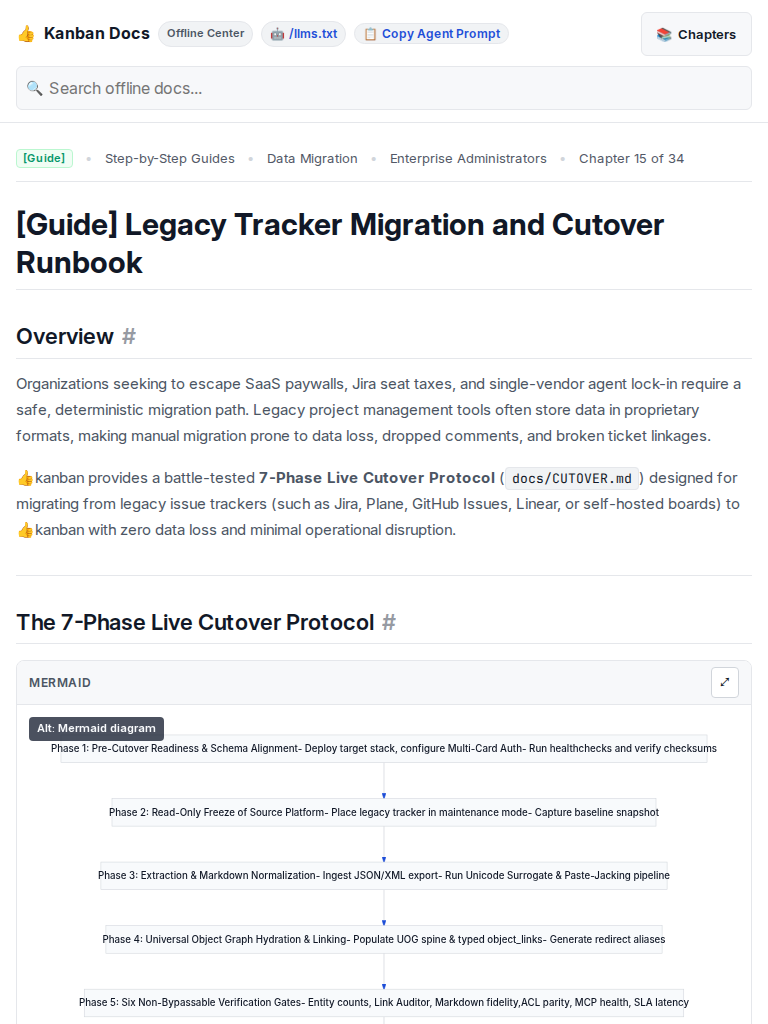 👍 Kanban Docs Offline Center 🤖 /llms.txt 📋 Copy Agent Prompt 📚 Chapters
🔍 Search offline docs...
[Guide] • Step-by-Step Guides • Data Migration • Enterprise Administrators • Chapter 15 of 34
[Guide] Legacy Tracker Migration and Cutover
Runbook
Overview #
Organizations seeking to escape SaaS paywalls, Jira seat taxes, and single-vendor agent lock-in require a
safe, deterministic migration path. Legacy project management tools often store data in proprietary
formats, making manual migration prone to data loss, dropped comments, and broken ticket linkages.
👍kanban provides a battle-tested 7-Phase Live Cutover Protocol (docs/CUTOVER.md) designed for
migrating from legacy issue trackers (such as Jira, Plane, GitHub Issues, Linear, or self-hosted boards) to
👍kanban with zero data loss and minimal operational disruption.
The 7-Phase Live Cutover Protocol #
MERMAID ⤢
Alt: Mermaid diagram
Phase 1: Pre-Cutover Readiness & Schema Alignment- Deploy target stack, configure Multi-Card Auth- Run healthchecks and verify checksums
Phase 2: Read-Only Freeze of Source Platform- Place legacy tracker in maintenance mode- Capture baseline snapshot
Phase 3: Extraction & Markdown Normalization- Ingest JSON/XML export- Run Unicode Surrogate & Paste-Jacking pipeline
Phase 4: Universal Object Graph Hydration & Linking- Populate UOG spine & typed object_links- Generate redirect aliases
Phase 5: Six Non-Bypassable Verification Gates- Entity counts, Link Auditor, Markdown fidelity,ACL parity, MCP health, SLA latency